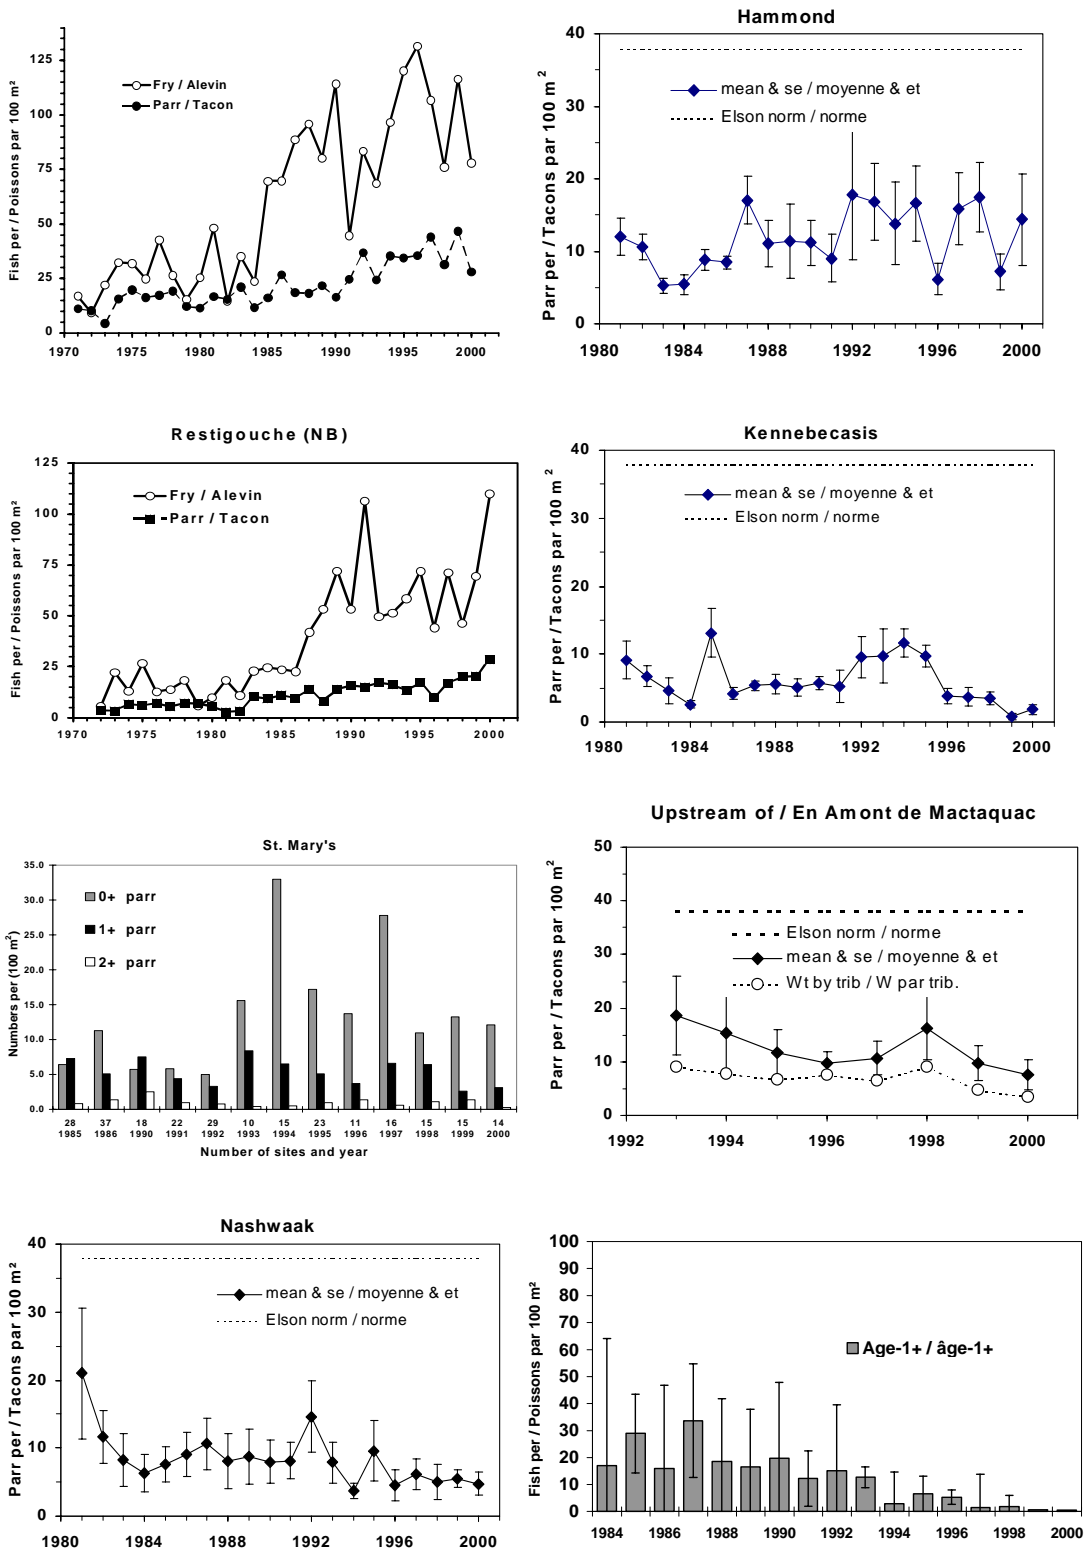 Fish per / Poissons par 100 m²
125
100
75
50
25
0
Fry / Alevin
Parr / Tacon
1970 1975 1980 1985 1990 1995 2000
Hammond
Parr per / Tacons par 100 m²
40
30
20
10
0
mean & se / moyenne & et
Elson norm / norme
1980 1984 1988 1992 1996 2000
Restigouche (NB)
Fish per / Poissons par 100 m²
125
100
75
50
25
0
Fry / Alevin
Parr / Tacon
1970 1975 1980 1985 1990 1995 2000
Kennebecasis
Parr per / Tacons par 100 m²
40
30
20
10
0
mean & se / moyenne & et
Elson norm / norme
1980 1984 1988 1992 1996 2000
St. Mary's
Numbers per (100 m²)
35.0
30.0
25.0
20.0
15.0
10.0
5.0
0.0
0+ parr
1+ parr
2+ parr
28 37 18 22 29 10 15 23 11 16 15 15 14
1985 1986 1990 1991 1992 1993 1994 1995 1996 1997 1998 1999 2000
Number of sites and year
Upstream of / En Amont de Mactaquac
Parr per / Tacons par 100 m²
50
40
30
20
10
0
Elson norm / norme
mean & se / moyenne & et
Wt by trib / W par trib.
1992 1994 1996 1998 2000
Nashwaak
Parr per / Tacons par 100 m²
40
30
20
10
0
mean & se / moyenne & et
Elson norm / norme
1980 1984 1988 1992 1996 2000
Fish per / Poissons par 100 m²
100
90
80
70
60
50
40
30
20
10
0
Age-1+ / âge-1+
1984 1986 1988 1990 1992 1994 1996 1998 2000